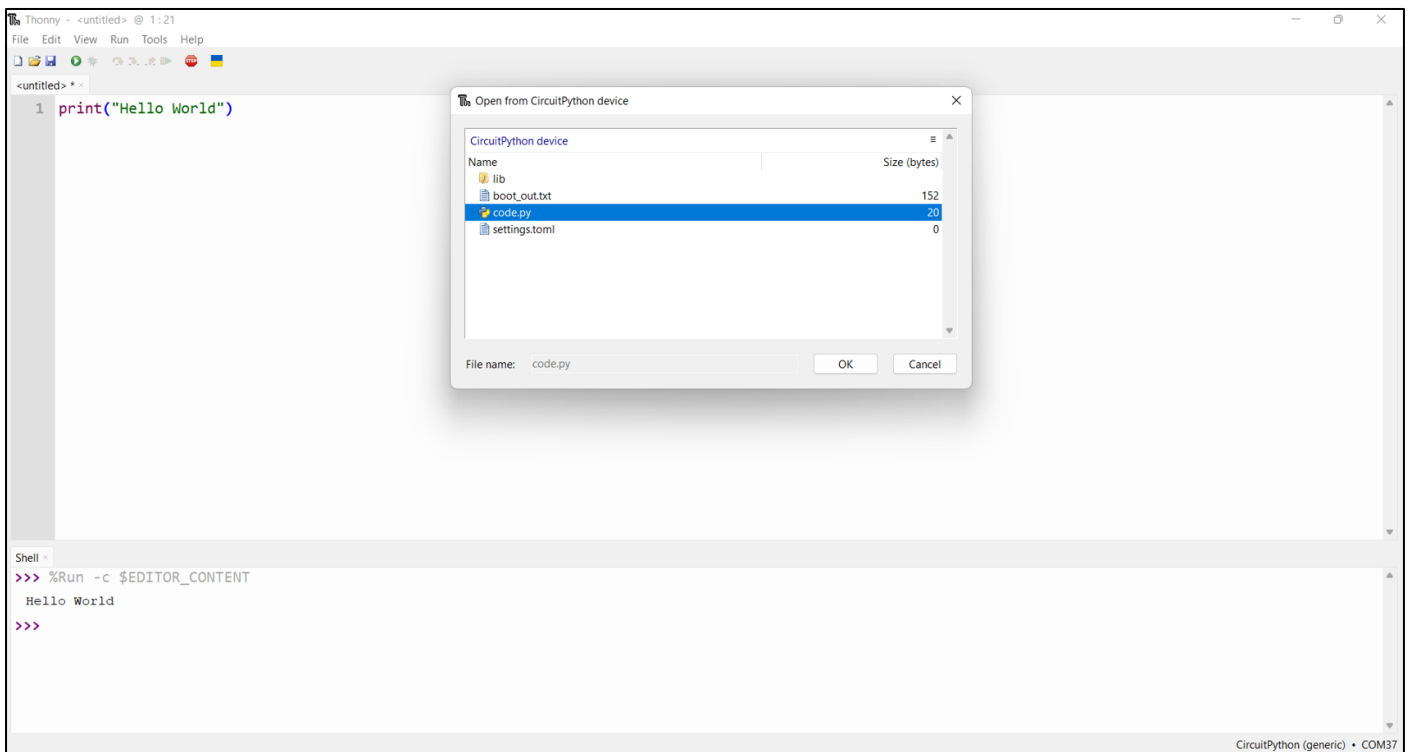 Thonny - <untitled> @ 1:21
File Edit View Run Tools Help
<untitled> *
1 print("Hello World")
Open from CircuitPython device
CircuitPython device
Name Size (bytes)
lib
boot_out.txt 152
code.py 20
settings.toml 0
File name: code.py OK Cancel
Shell
>>> %Run -c $EDITOR_CONTENT
Hello World
>>>
CircuitPython (generic) • COM37